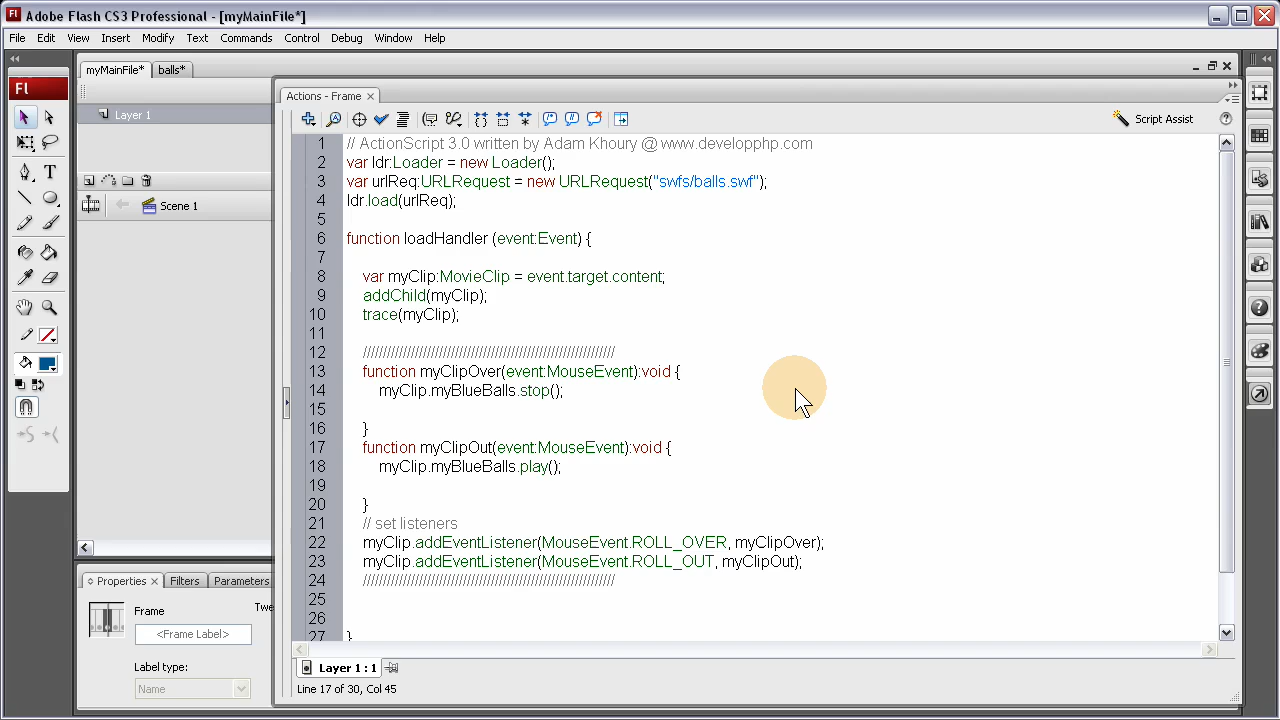 Adobe Flash CS3 Professional - [myMainFile*]
File Edit View Insert Modify Text Commands Control Debug Window Help
myMainFile* balls*
Fl
Actions - Frame
Layer 1
Script Assist
Scene 1
1 // ActionScript 3.0 written by Adam Khoury @ www.developphp.com
2 var ldr:Loader = new Loader();
3 var urlReq:URLRequest = new URLRequest("swfs/balls.swf");
4 ldr.load(urlReq);
5
6 function loadHandler (event:Event) {
7
8 var myClip:MovieClip = event.target.content;
9 addChild(myClip);
10 trace(myClip);
11
12 ///////////////////////////////////////////////////////////////
13 function myClipOver(event:MouseEvent):void {
14 myClip.myBlueBalls.stop();
15
16 }
17 function myClipOut(event:MouseEvent):void {
18 myClip.myBlueBalls.play();
19
20 }
21 // set listeners
22 myClip.addEventListener(MouseEvent.ROLL_OVER, myClipOver);
23 myClip.addEventListener(MouseEvent.ROLL_OUT, myClipOut);
24 ///////////////////////////////////////////////////////////////
25
26
27 }
Properties Filters Parameters
Frame Twe
<Frame Label>
Label type:
Name
Layer 1 : 1
Line 17 of 30, Col 45